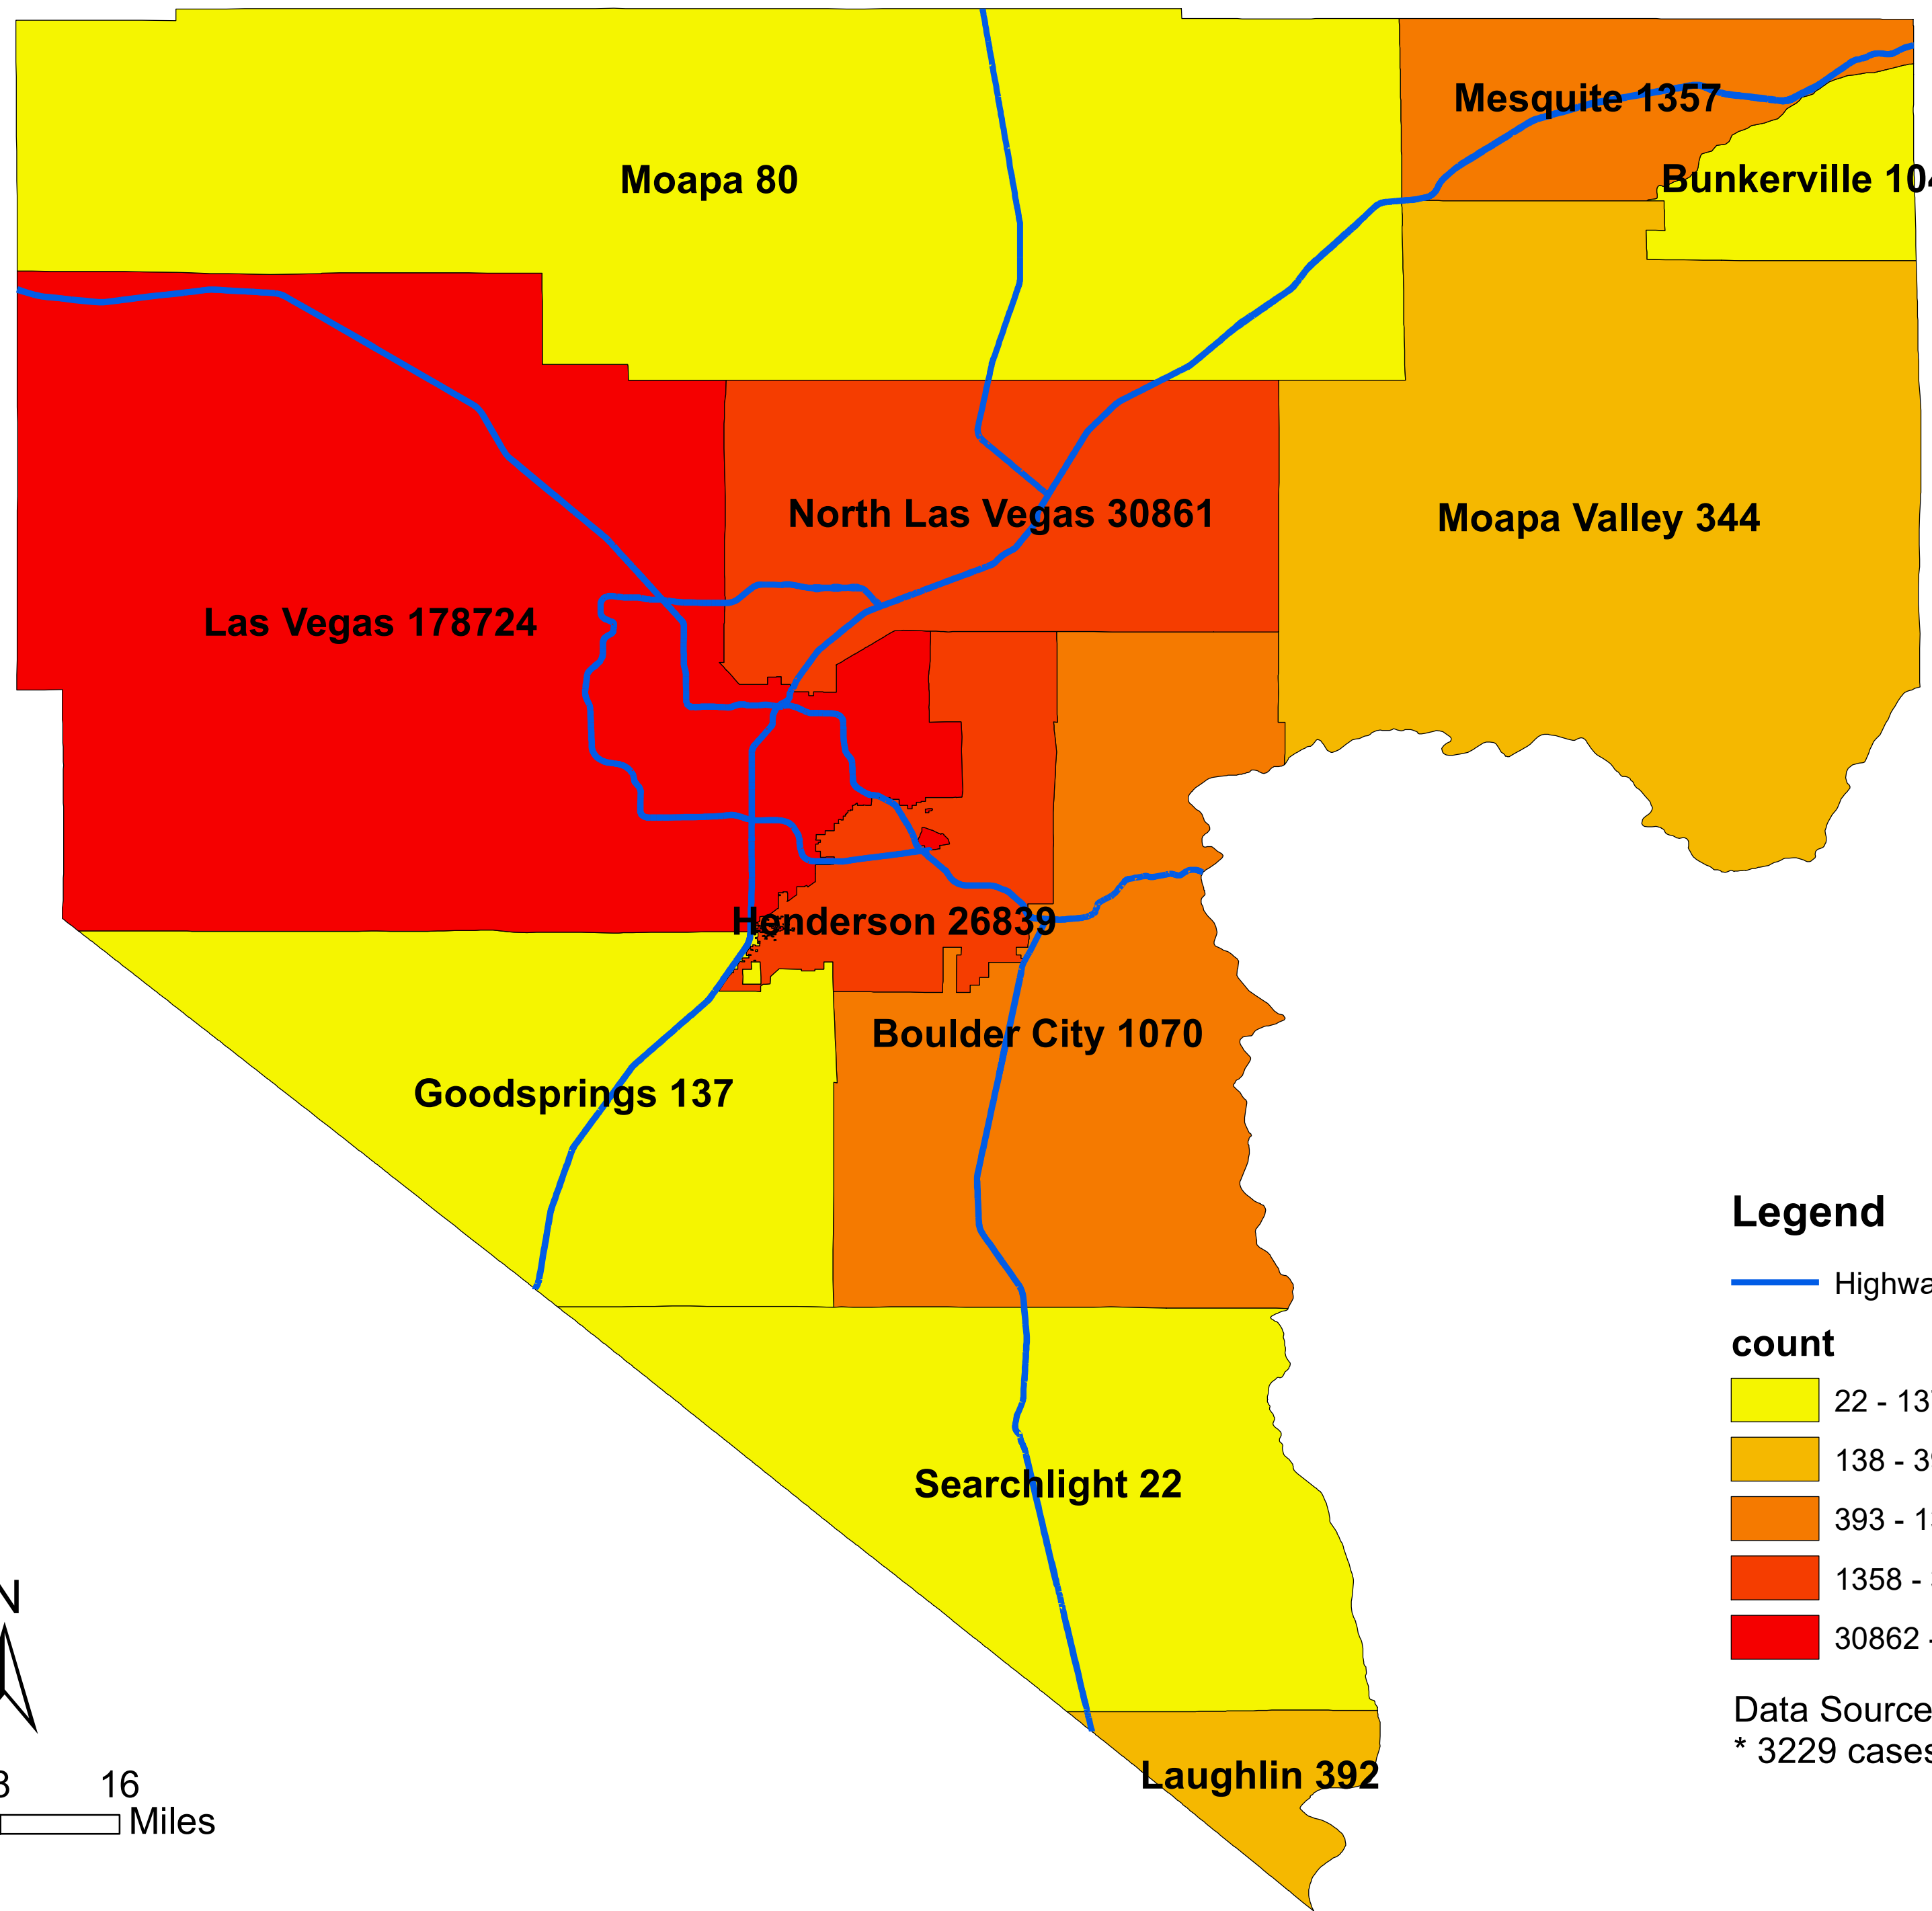 Mesquite 1357
Moapa 80
Bunkerville 104
North Las Vegas 30861
Moapa Valley 344
Las Vegas 178724
Henderson 26839
Boulder City 1070
Goodsprings 137
Searchlight 22
Laughlin 392
Legend
Highwa
count
22 - 13
138 - 3
393 - 1
1358 -
30862 -
Data Source
* 3229 cases
N
16
Miles